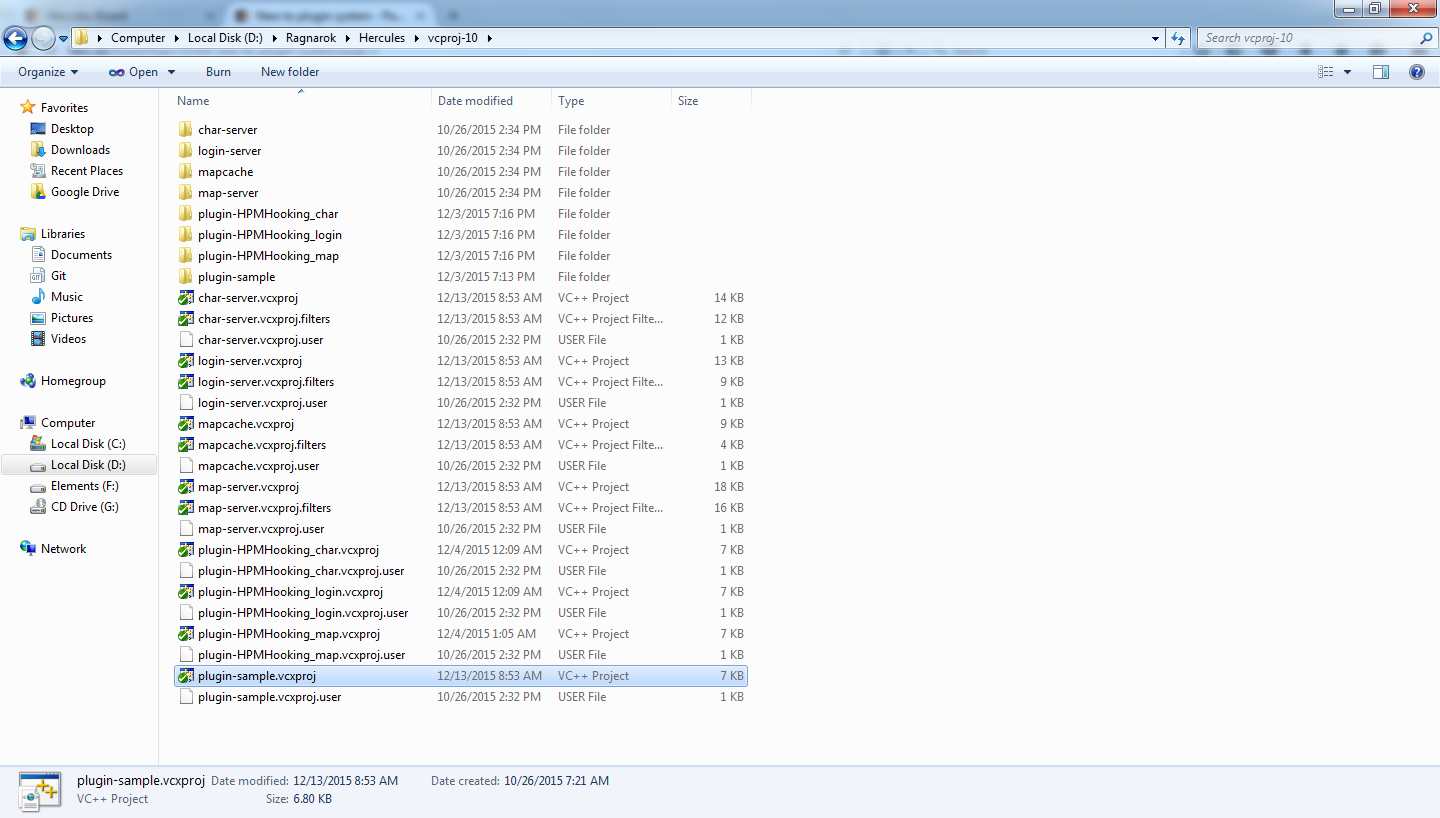 Computer Local Disk (D:) Ragnarok Hercules vcproj-10 Search vcproj-10
Organize Open Burn New folder
Favorites
Desktop
Downloads
Recent Places
Google Drive
Libraries
Documents
Git
Music
Pictures
Videos
Homegroup
Computer
Local Disk (C:)
Local Disk (D:)
Elements (F:)
CD Drive (G:)
Network
Name Date modified Type Size
char-server 10/26/2015 2:34 PM File folder
login-server 10/26/2015 2:34 PM File folder
mapcache 10/26/2015 2:34 PM File folder
map-server 10/26/2015 2:34 PM File folder
plugin-HPMHooking_char 12/3/2015 7:16 PM File folder
plugin-HPMHooking_login 12/3/2015 7:16 PM File folder
plugin-HPMHooking_map 12/3/2015 7:16 PM File folder
plugin-sample 12/3/2015 7:13 PM File folder
char-server.vcxproj 12/13/2015 8:53 AM VC++ Project 14 KB
char-server.vcxproj.filters 12/13/2015 8:53 AM VC++ Project Filte... 12 KB
char-server.vcxproj.user 10/26/2015 2:32 PM USER File 1 KB
login-server.vcxproj 12/13/2015 8:53 AM VC++ Project 13 KB
login-server.vcxproj.filters 12/13/2015 8:53 AM VC++ Project Filte... 9 KB
login-server.vcxproj.user 10/26/2015 2:32 PM USER File 1 KB
mapcache.vcxproj 12/13/2015 8:53 AM VC++ Project 9 KB
mapcache.vcxproj.filters 12/13/2015 8:53 AM VC++ Project Filte... 4 KB
mapcache.vcxproj.user 10/26/2015 2:32 PM USER File 1 KB
map-server.vcxproj 12/13/2015 8:53 AM VC++ Project 18 KB
map-server.vcxproj.filters 12/13/2015 8:53 AM VC++ Project Filte... 16 KB
map-server.vcxproj.user 10/26/2015 2:32 PM USER File 1 KB
plugin-HPMHooking_char.vcxproj 12/4/2015 12:09 AM VC++ Project 7 KB
plugin-HPMHooking_char.vcxproj.user 10/26/2015 2:32 PM USER File 1 KB
plugin-HPMHooking_login.vcxproj 12/4/2015 12:09 AM VC++ Project 7 KB
plugin-HPMHooking_login.vcxproj.user 10/26/2015 2:32 PM USER File 1 KB
plugin-HPMHooking_map.vcxproj 12/4/2015 1:05 AM VC++ Project 7 KB
plugin-HPMHooking_map.vcxproj.user 10/26/2015 2:32 PM USER File 1 KB
plugin-sample.vcxproj 12/13/2015 8:53 AM VC++ Project 7 KB
plugin-sample.vcxproj.user 10/26/2015 2:32 PM USER File 1 KB
plugin-sample.vcxproj Date modified: 12/13/2015 8:53 AM Date created: 10/26/2015 7:21 AM
VC++ Project Size: 6.80 KB